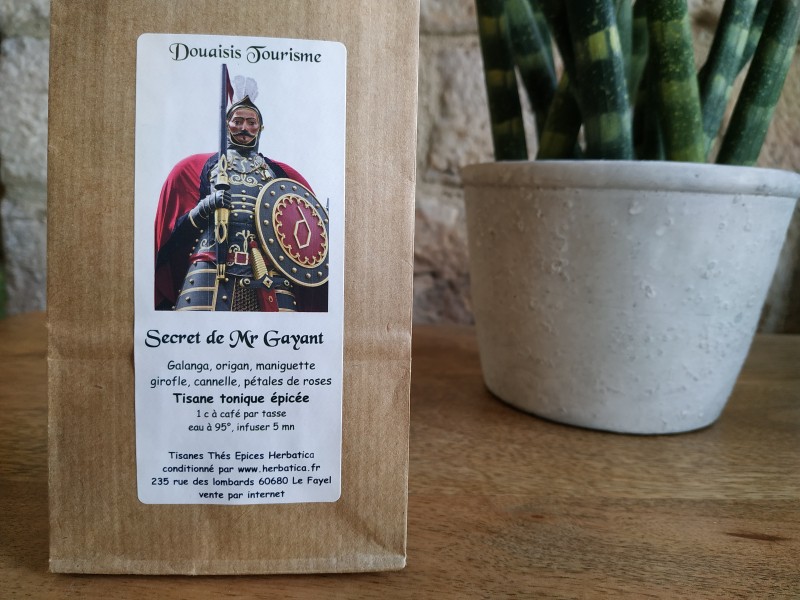 Douaisis Tourisme
Secret de Mr Gayant
Galanga, origan, maniguette
girofle, cannelle, pétales de roses
Tisane tonique épicée
1 c à café par tasse
eau à 95°, infuser 5 mn
Tisanes Thés Epices Herbatica
conditionné par www.herbatica.fr
235 rue des lombards 60680 Le Fayel
vente par internet